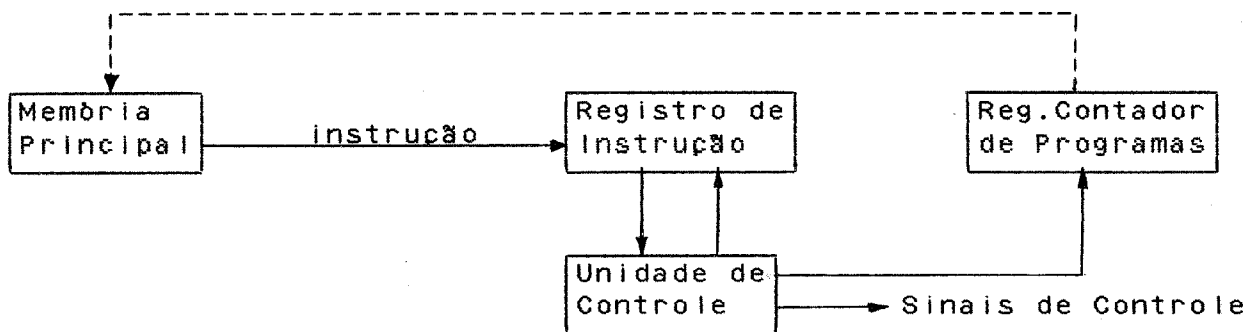 Memória
Principal
instrução
Registro de
Instrução
Reg.Contador
de Programas
Unidade de
Controle
Sinais de Controle